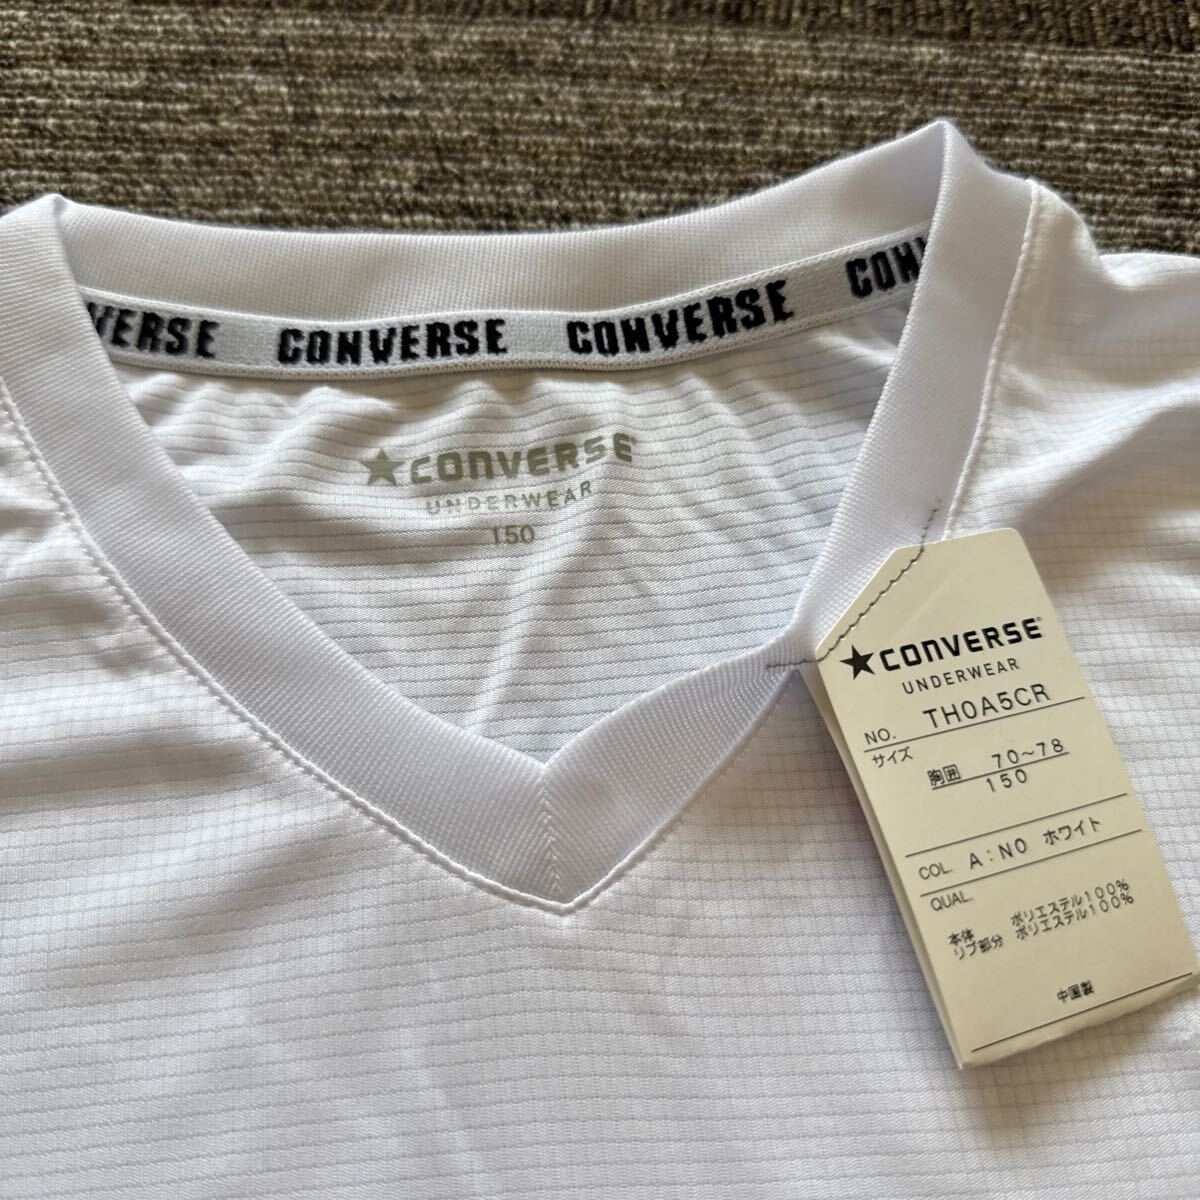 VERSE CONVERSE CONVERSE CON
★CONVERSE
UNDERWEAR
150
★CONVERSE
UNDERWEAR
NO. TH0A5CR
サイズ
胸囲 70~78
150
COL. A:N0 ホワイト
QUAL.
本体 ポリエステル100%
リブ部分 ポリエステル100%
中国製